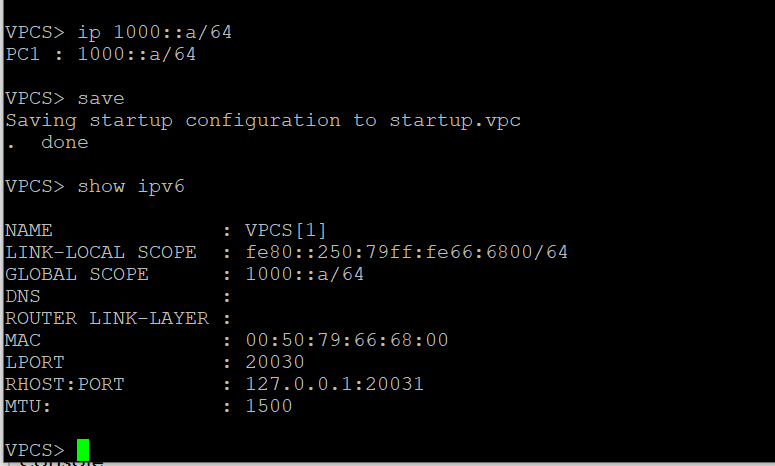 VPCS> ip 1000::a/64
PC1 : 1000::a/64
VPCS> save
Saving startup configuration to startup.vpc
.  done
VPCS> show ipv6
NAME              : VPCS[1]
LINK-LOCAL SCOPE  : fe80::250:79ff:fe66:6800/64
GLOBAL SCOPE      : 1000::a/64
DNS               :
ROUTER LINK-LAYER :
MAC               : 00:50:79:66:68:00
LPORT             : 20030
RHOST:PORT        : 127.0.0.1:20031
MTU:              : 1500
VPCS>